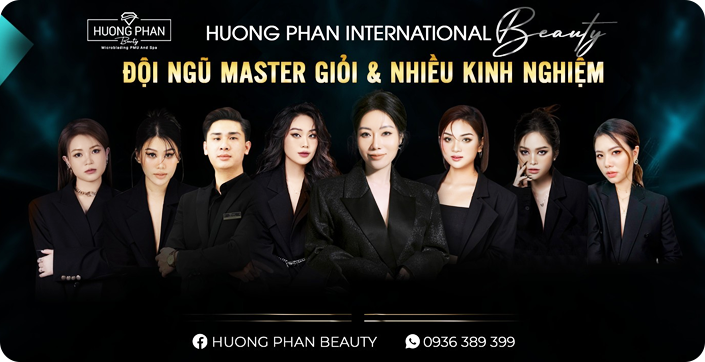 HUONG PHAN
Beauty
Microblading PMU And Spa
HUONG PHAN INTERNATIONAL Beauty
ĐỘI NGŨ MASTER GIỎI & NHIỀU KINH NGHIỆM
HUONG PHAN BEAUTY
0936 389 399